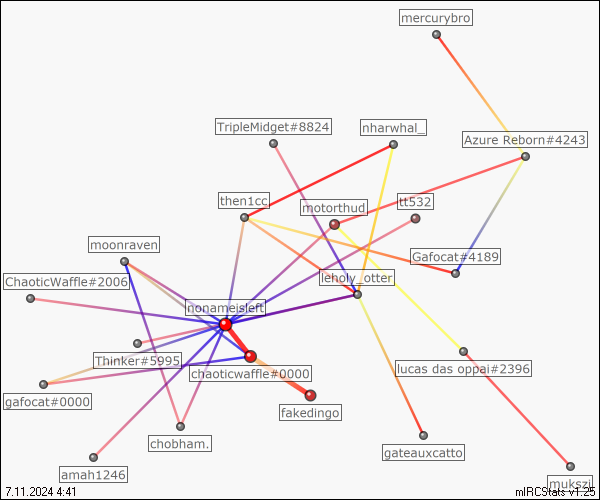 mercurybro
TripleMidget#8824
nharwhal_
Azure Reborn#4243
then1cc
motorthud
tt532
moonraven
Gafocat#4189
ChaoticWaffle#2006
leholy_otter
nonameisleft
Thinker#5995
chaoticwaffle#0000
lucas das oppai#2396
gafocat#0000
fakedingo
chobham.
gateauxcatto
amah1246
mukszi
7.11.2024 4:41
mIRCStats v1.25